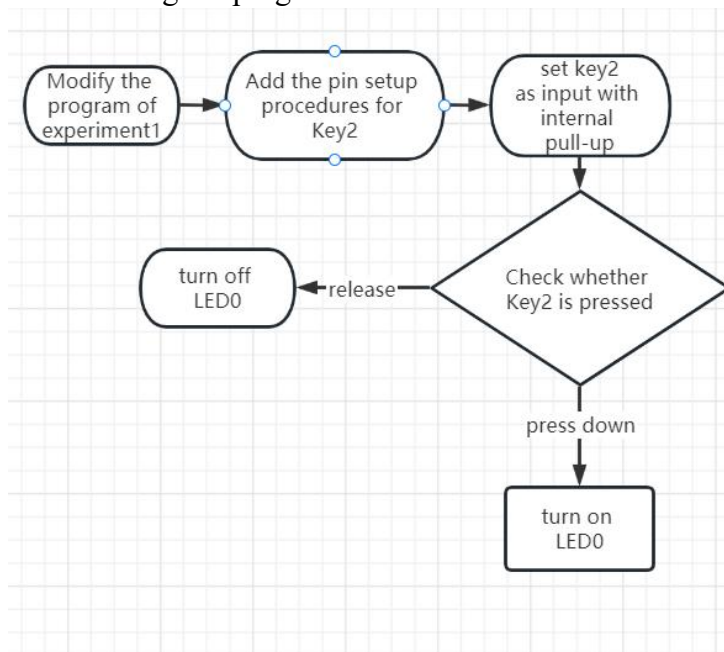 Modify the
program of
experiment1
Add the pin setup
procedures for
Key2
set key2
as input with
internal
pull-up
Check whether
Key2 is pressed
release
turn off
LED0
press down
turn on
LED0